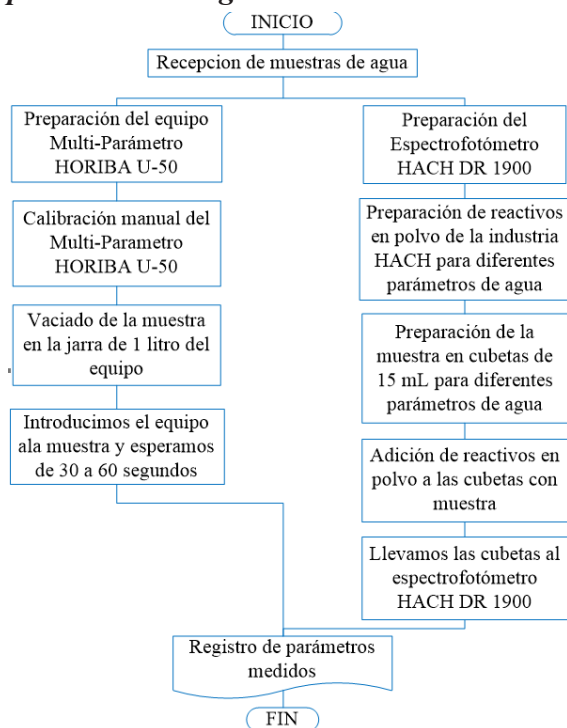 INICIO
Recepcion de muestras de agua
Preparación del equipo
Multi-Parámetro
HORIBA U-50
Calibración manual del
Multi-Parametro
HORIBA U-50
Vaciado de la muestra
en la jarra de 1 litro del
equipo
Introducimos el equipo
ala muestra y esperamos
de 30 a 60 segundos
Preparación del
Espectrofotómetro
HACH DR 1900
Preparación de reactivos
en polvo de la industria
HACH para diferentes
parámetros de agua
Preparación de la
muestra en cubetas de
15 mL para diferentes
parámetros de agua
Adición de reactivos en
polvo a las cubetas con
muestra
Llevamos las cubetas al
espectrofotómetro
HACH DR 1900
Registro de parámetros
medidos
FIN